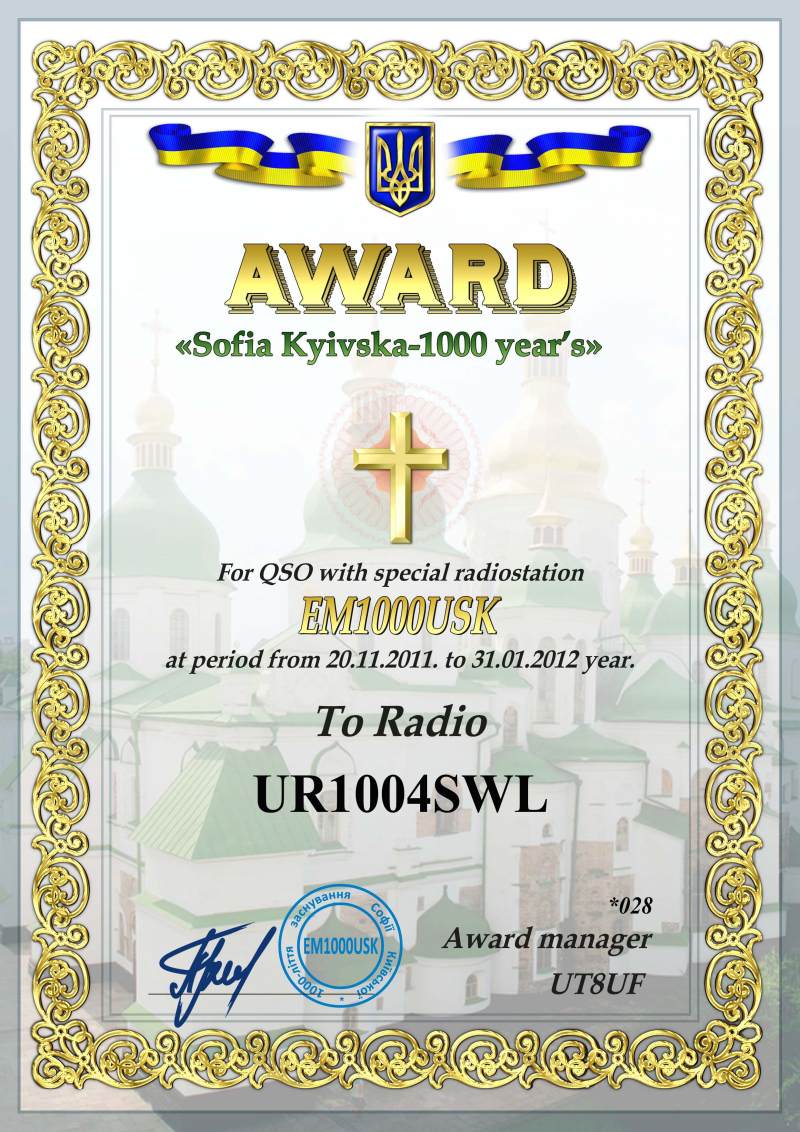 AWARD
«Sofia Kyivska-1000 year's»
For QSO with special radiostation
EM1000USK
at period from 20.11.2011. to 31.01.2012 year.
To Radio
UR1004SWL
*028
Award manager
UT8UF
1000-ліття заснування Софії Київської *
EM1000USK